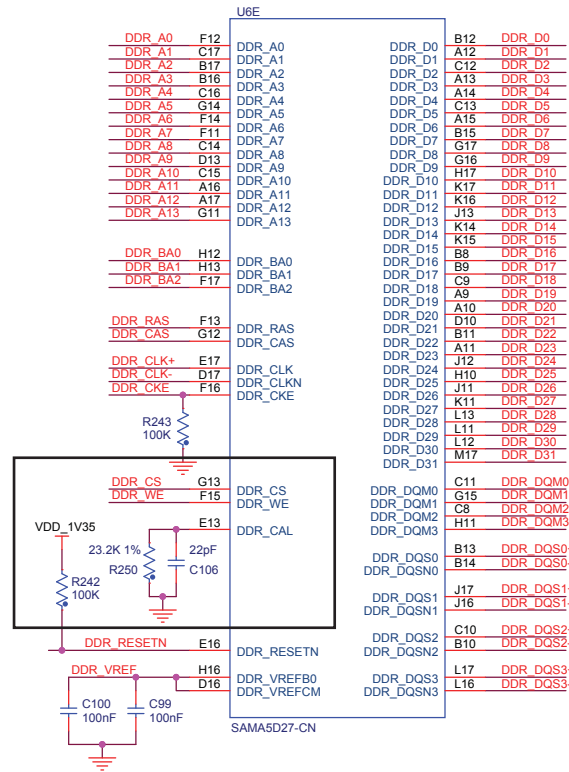 U6E
DDR_A0 F12 DDR_A0 DDR_D0 B12 DDR_D0
DDR_A1 C17 DDR_A1 DDR_D1 A12 DDR_D1
DDR_A2 B17 DDR_A2 DDR_D2 C12 DDR_D2
DDR_A3 B16 DDR_A3 DDR_D3 A13 DDR_D3
DDR_A4 C16 DDR_A4 DDR_D4 A14 DDR_D4
DDR_A5 G14 DDR_A5 DDR_D5 C13 DDR_D5
DDR_A6 F14 DDR_A6 DDR_D6 A15 DDR_D6
DDR_A7 F11 DDR_A7 DDR_D7 B15 DDR_D7
DDR_A8 C14 DDR_A8 DDR_D8 G17 DDR_D8
DDR_A9 D13 DDR_A9 DDR_D9 G16 DDR_D9
DDR_A10 C15 DDR_A10 DDR_D10 H17 DDR_D10
DDR_A11 A16 DDR_A11 DDR_D11 K17 DDR_D11
DDR_A12 A17 DDR_A12 DDR_D12 K16 DDR_D12
DDR_A13 G11 DDR_A13 DDR_D13 J13 DDR_D13
DDR_D14 K14 DDR_D14
DDR_D15 K15 DDR_D15
DDR_BA0 H12 DDR_BA0 DDR_D16 B8 DDR_D16
DDR_BA1 H13 DDR_BA1 DDR_D17 B9 DDR_D17
DDR_BA2 F17 DDR_BA2 DDR_D18 C9 DDR_D18
DDR_D19 A9 DDR_D19
DDR_D20 A10 DDR_D20
DDR_RAS F13 DDR_RAS DDR_D21 D10 DDR_D21
DDR_CAS G12 DDR_CAS DDR_D22 B11 DDR_D22
DDR_D23 A11 DDR_D23
DDR_CLK+ E17 DDR_CLK DDR_D24 J12 DDR_D24
DDR_CLK- D17 DDR_CLKN DDR_D25 H10 DDR_D25
DDR_CKE F16 DDR_CKE DDR_D26 J11 DDR_D26
DDR_D27 K11 DDR_D27
R243 DDR_D28 L13 DDR_D28
100K DDR_D29 L11 DDR_D29
DDR_D30 L12 DDR_D30
DDR_D31 M17 DDR_D31
DDR_CS G13 DDR_CS DDR_DQM0 C11 DDR_DQM0
DDR_WE F15 DDR_WE DDR_DQM1 G15 DDR_DQM1
DDR_DQM2 C8 DDR_DQM2
VDD_1V35 E13 DDR_CAL DDR_DQM3 H11 DDR_DQM3
23.2K 1% 22pF DDR_DQS0 B13 DDR_DQS0+
R250 C106 DDR_DQSN0 B14 DDR_DQS0-
R242
100K DDR_DQS1 J17 DDR_DQS1+
DDR_DQSN1 J16 DDR_DQS1-
DDR_DQS2 C10 DDR_DQS2+
DDR_RESETN E16 DDR_RESETN DDR_DQSN2 B10 DDR_DQS2-
DDR_VREF H16 DDR_VREFB0 DDR_DQS3 L17 DDR_DQS3+
D16 DDR_VREFCM DDR_DQSN3 L16 DDR_DQS3-
C100 C99
100nF 100nF
SAMA5D27-CN